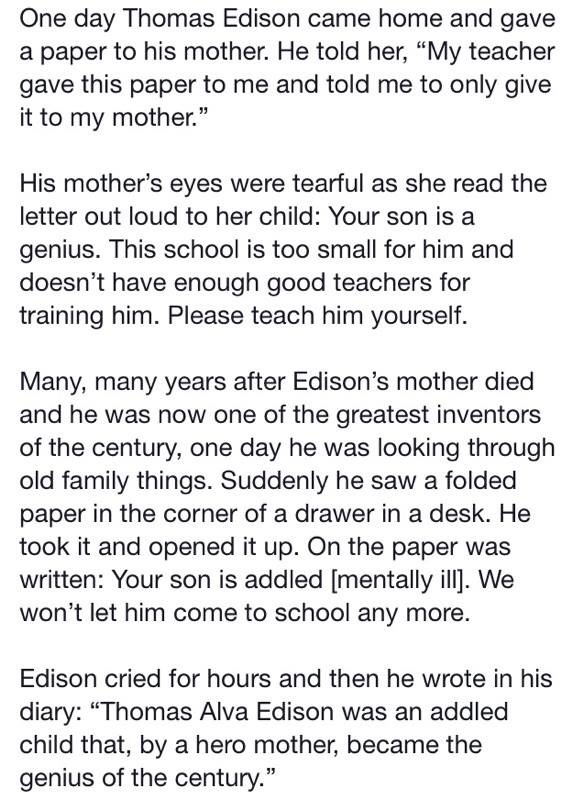 One day Thomas Edison came home and gave
a paper to his mother. He told her, “My teacher
gave this paper to me and told me to only give
it to my mother.”
His mother’s eyes were tearful as she read the
letter out loud to her child: Your son is a
genius. This school is too small for him and
doesn’t have enough good teachers for
training him. Please teach him yourself.
Many, many years after Edison’s mother died
and he was now one of the greatest inventors
of the century, one day he was looking through
old family things. Suddenly he saw a folded
paper in the corner of a drawer in a desk. He
took it and opened it up. On the paper was
written: Your son is addled [mentally ill]. We
won’t let him come to school any more.
Edison cried for hours and then he wrote in his
diary: “Thomas Alva Edison was an addled
child that, by a hero mother, became the
genius of the century.”